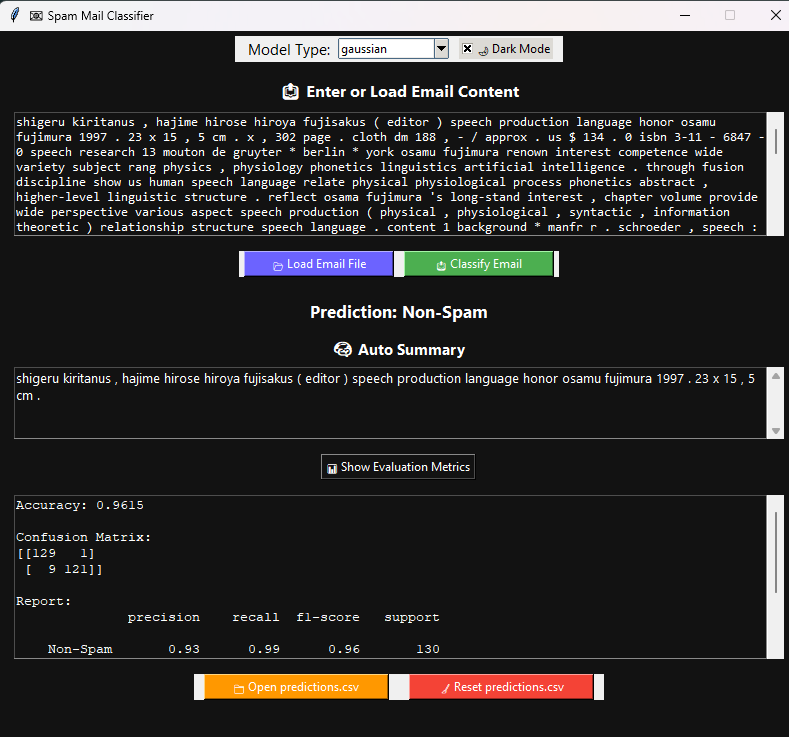 Spam Mail Classifier
Model Type: gaussian Dark Mode
Enter or Load Email Content
shigeru kiritanus , hajime hirose hiroya fujisakus ( editor ) speech production language honor osamu
fujimura 1997 . 23 x 15 , 5 cm . x , 302 page . cloth dm 188 , - / approx . us $ 134 . 0 isbn 3-11 - 6847 -
0 speech research 13 mouton de gruyter * berlin * york osamu fujimura renown interest competence wide
variety subject rang physics , physiology phonetics linguistics artificial intelligence . through fusion
discipline show us human speech language relate physical physiological process phonetics abstract ,
higher-level linguistic structure . reflect osama fujimura 's long-stand interest , chapter volume provide
wide perspective various aspect speech production ( physical , physiological , syntactic , information
theoretic ) relationship structure speech language . content 1 background * manfr r . schroeder , speech :
Load Email File Classify Email
Prediction: Non-Spam
Auto Summary
shigeru kiritanus , hajime hirose hiroya fujisakus ( editor ) speech production language honor osamu fujimura 1997 . 23 x 15 , 5
cm .
Show Evaluation Metrics
Accuracy: 0.9615
Confusion Matrix:
[[129 1]
[ 9 121]]
Report:
precision recall f1-score support
Non-Spam 0.93 0.99 0.96 130
Open predictions.csv Reset predictions.csv